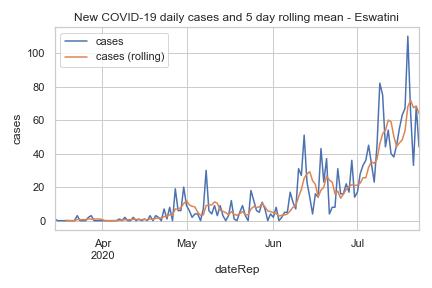 New COVID-19 daily cases and 5 day rolling mean - Eswatini
cases
cases (rolling)
100
80
60
40
20
0
cases
Apr
2020
May
Jun
Jul
dateRep